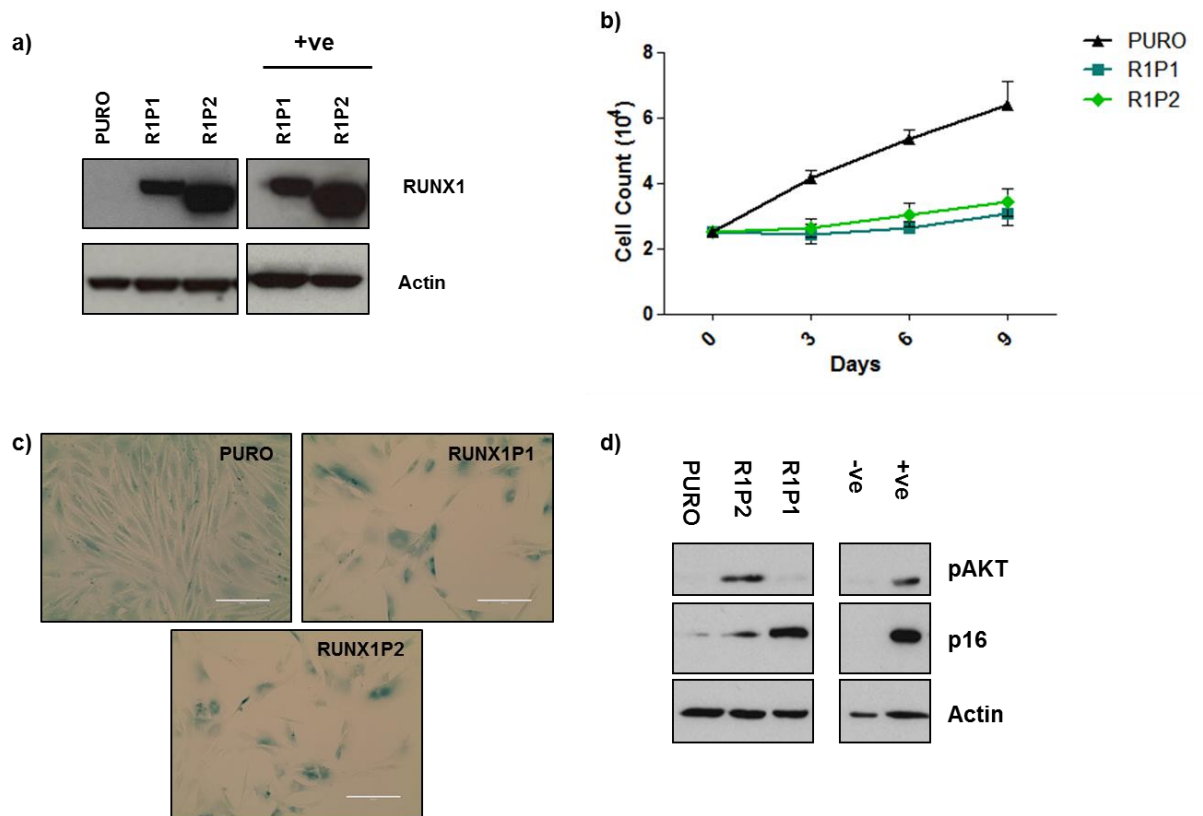 a)
+ve
PURO
R1P1
R1P2
R1P1
R1P2
RUNX1
Actin
b)
8
6
4
2
0
Cell Count (10⁴)
0
3
6
9
Days
PURO
R1P1
R1P2
c)
PURO
RUNX1P1
RUNX1P2
d)
PURO
R1P2
R1P1
-ve
+ve
pAKT
p16
Actin